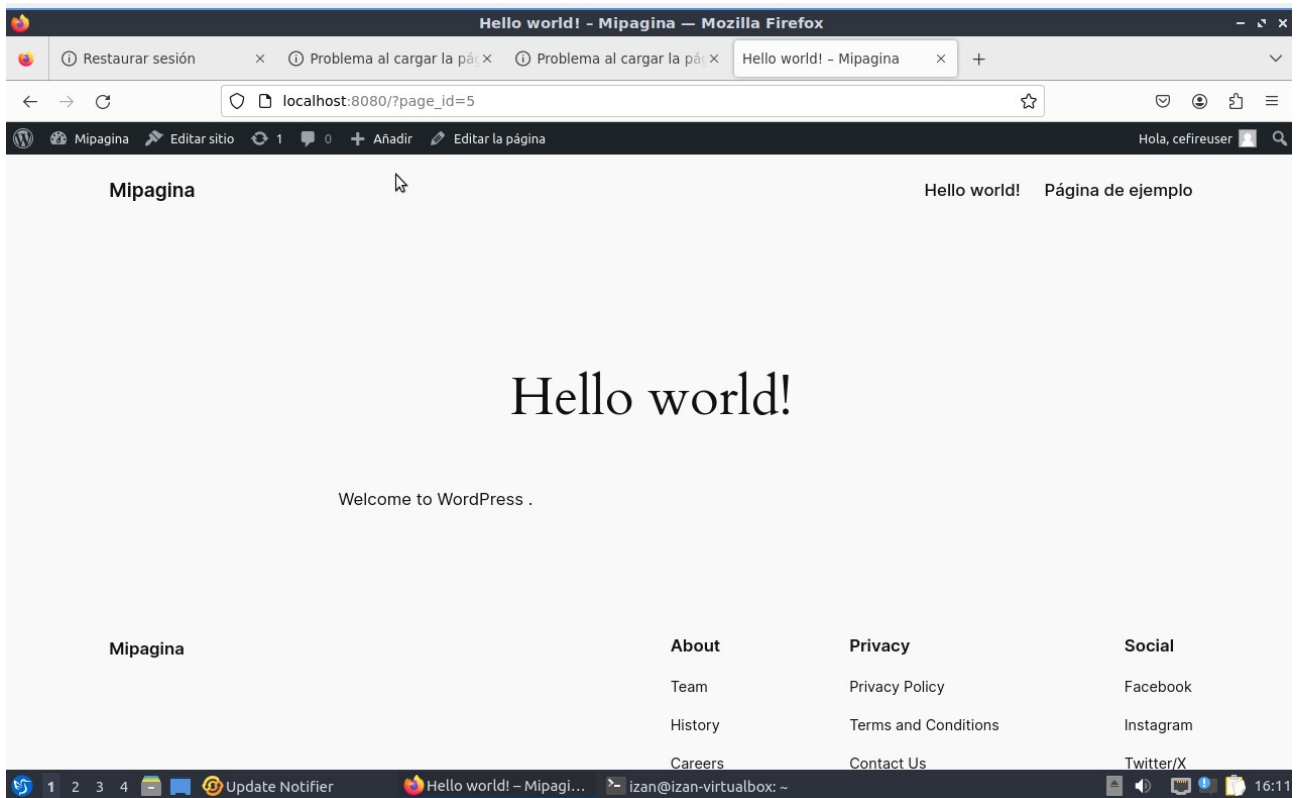 Hello world! – Mipagina — Mozilla Firefox
Restaurar sesión Problema al cargar la pág Problema al cargar la pág Hello world! – Mipagina
localhost:8080/?page_id=5
Mipagina Editar sitio 1 0 Añadir Editar la página Hola, cefireuser
Mipagina Hello world! Página de ejemplo
Hello world!
Welcome to WordPress .
Mipagina About Privacy Social
Team Privacy Policy Facebook
History Terms and Conditions Instagram
Careers Contact Us Twitter/X
1 2 3 4 Update Notifier Hello world! – Mipagi... izan@izan-virtualbox: ~ 16:11